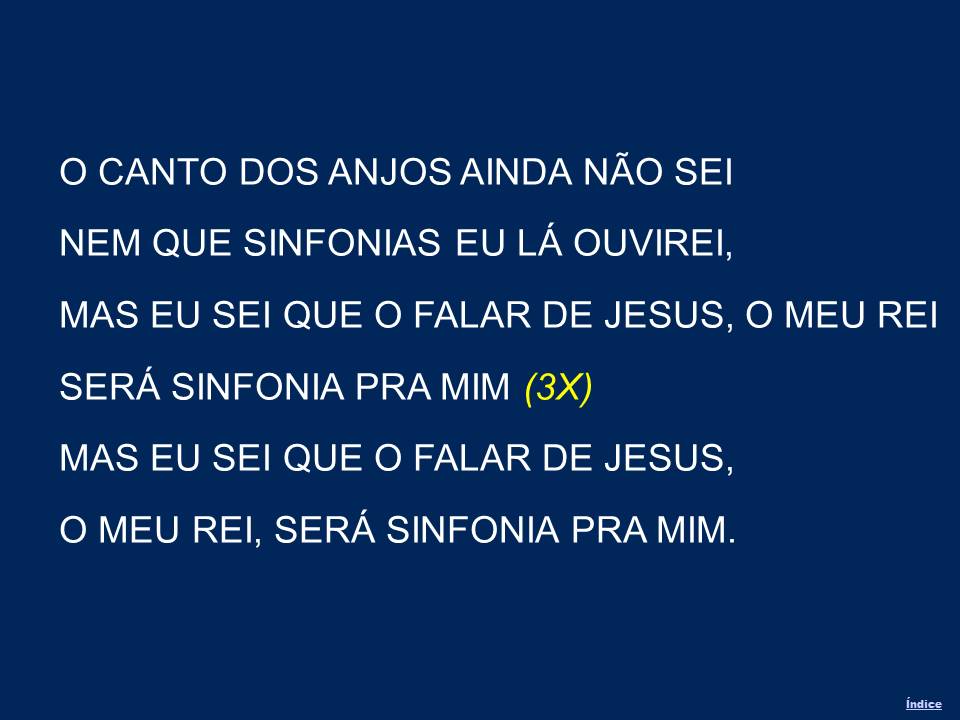 O CANTO DOS ANJOS AINDA NÃO SEI
NEM QUE SINFONIAS EU LÁ OUVIREI,
MAS EU SEI QUE O FALAR DE JESUS, O MEU REI
SERÁ SINFONIA PRA MIM (3X)
MAS EU SEI QUE O FALAR DE JESUS,
O MEU REI, SERÁ SINFONIA PRA MIM.
Índice